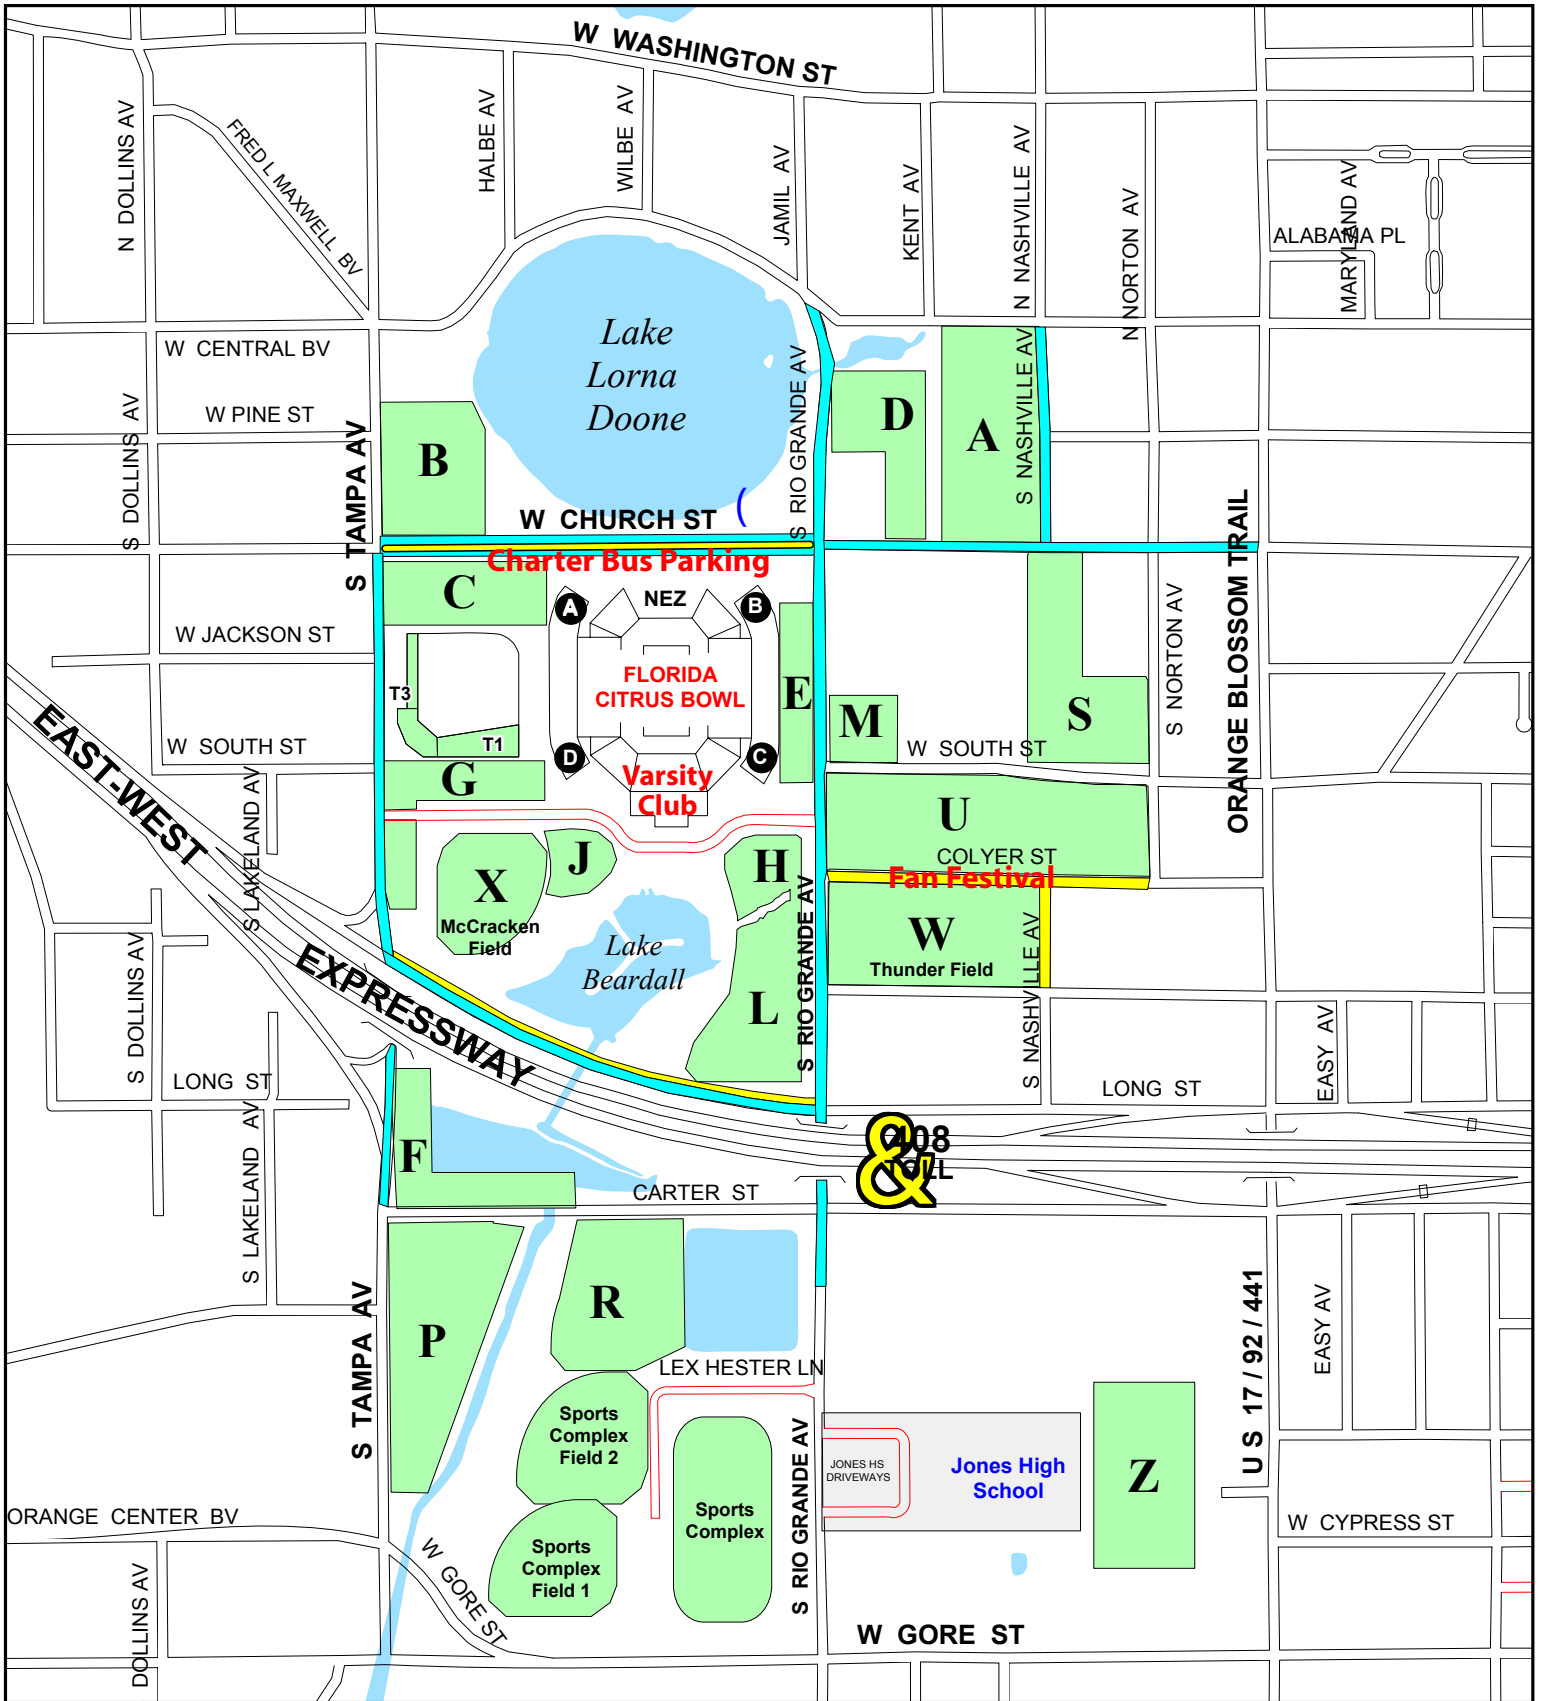 W WASHINGTON ST
N DOLLINS AV
FRED L MAXWELL BV
HALBE AV
WILBE AV
JAMIL AV
KENT AV
N NASHVILLE AV
N NORTON AV
MARYLAND AV
ALABAMA PL
W CENTRAL BV
Lake
Lorna
Doone
W PINE ST
S DOLLINS AV
S TAMPA AV
B
S RIO GRANDE AV
D
A
S NASHVILLE AV
W CHURCH ST
(
Charter Bus Parking
ORANGE BLOSSOM TRAIL
C
A
NEZ
B
W JACKSON ST
S NORTON AV
FLORIDA
CITRUS BOWL
T3
E
M
S
T1
W SOUTH ST
W SOUTH ST
D
C
G
Varsity
Club
EAST-WEST
S LAKELAND AV
U
COLYER ST
Fan Festival
X
McCracken
Field
J
H
S RIO GRANDE AV
W
Thunder Field
S NASHVILLE AV
Lake
Beardall
L
EXPRESSWAY
S DOLLINS AV
LONG ST
LONG ST
EASY AV
S LAKELAND AV
F
&
408
TOLL
CARTER ST
P
R
S TAMPA AV
U S 17 / 92 / 441
EASY AV
LEX HESTER LN
Sports
Complex
Field 2
S RIO GRANDE AV
JONES HS
DRIVEWAYS
Jones High
School
Z
Sports
Complex
ORANGE CENTER BV
W CYPRESS ST
W GORE ST
Sports
Complex
Field 1
DOLLINS AV
W GORE ST